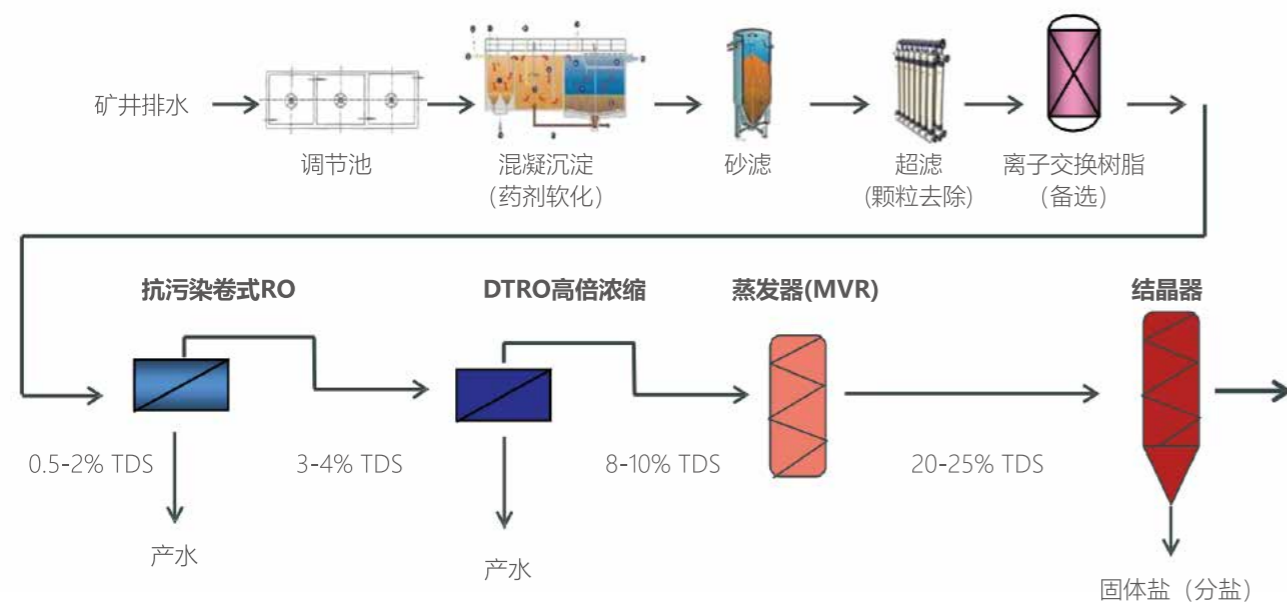 矿井排水
调节池
混凝沉淀
（药剂软化）
砂滤
超滤
(颗粒去除)
离子交换树脂
（备选）
抗污染卷式RO
DTRO高倍浓缩
蒸发器(MVR)
结晶器
0.5-2% TDS
3-4% TDS
8-10% TDS
20-25% TDS
产水
产水
固体盐（分盐）